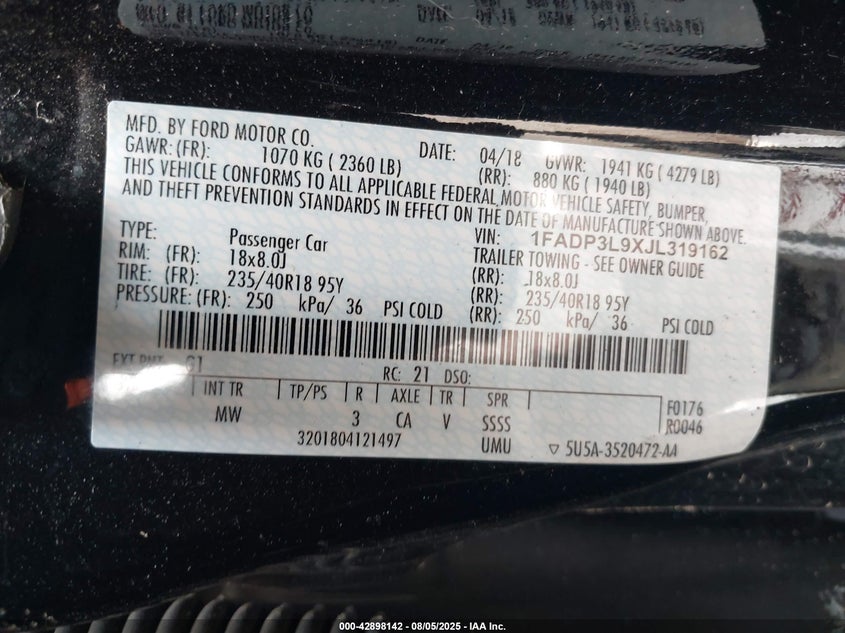 MFD. BY FORD MOTOR CO. DATE: 04/18 GVWR: 1941 KG ( 4279 LB)
GAWR: (FR): 1070 KG ( 2360 LB) (RR): 880 KG ( 1940 LB)
THIS VEHICLE CONFORMS TO ALL APPLICABLE FEDERAL MOTOR VEHICLE SAFETY, BUMPER,
AND THEFT PREVENTION STANDARDS IN EFFECT ON THE DATE OF MANUFACTURE SHOWN ABOVE.
VIN: 1FADP3L9XJL319162
TYPE: Passenger Car TRAILER TOWING - SEE OWNER GUIDE
RIM: (FR): 18x8.0J (RR): 18x8.0J
TIRE: (FR): 235/40R18 95Y (RR): 235/40R18 95Y
PRESSURE: (FR): 250 kPa/ 36 PSI COLD (RR): 250 kPa/ 36 PSI COLD
EXT PNT: G1 RC: 21 DSO:
INT TR TP/PS R AXLE TR SPR F0176
MW 3 CA V SSSS R0046
3201804121497 UMU 5U5A-3520472-AA
000-42898142 - 08/05/2025 - IAA Inc.